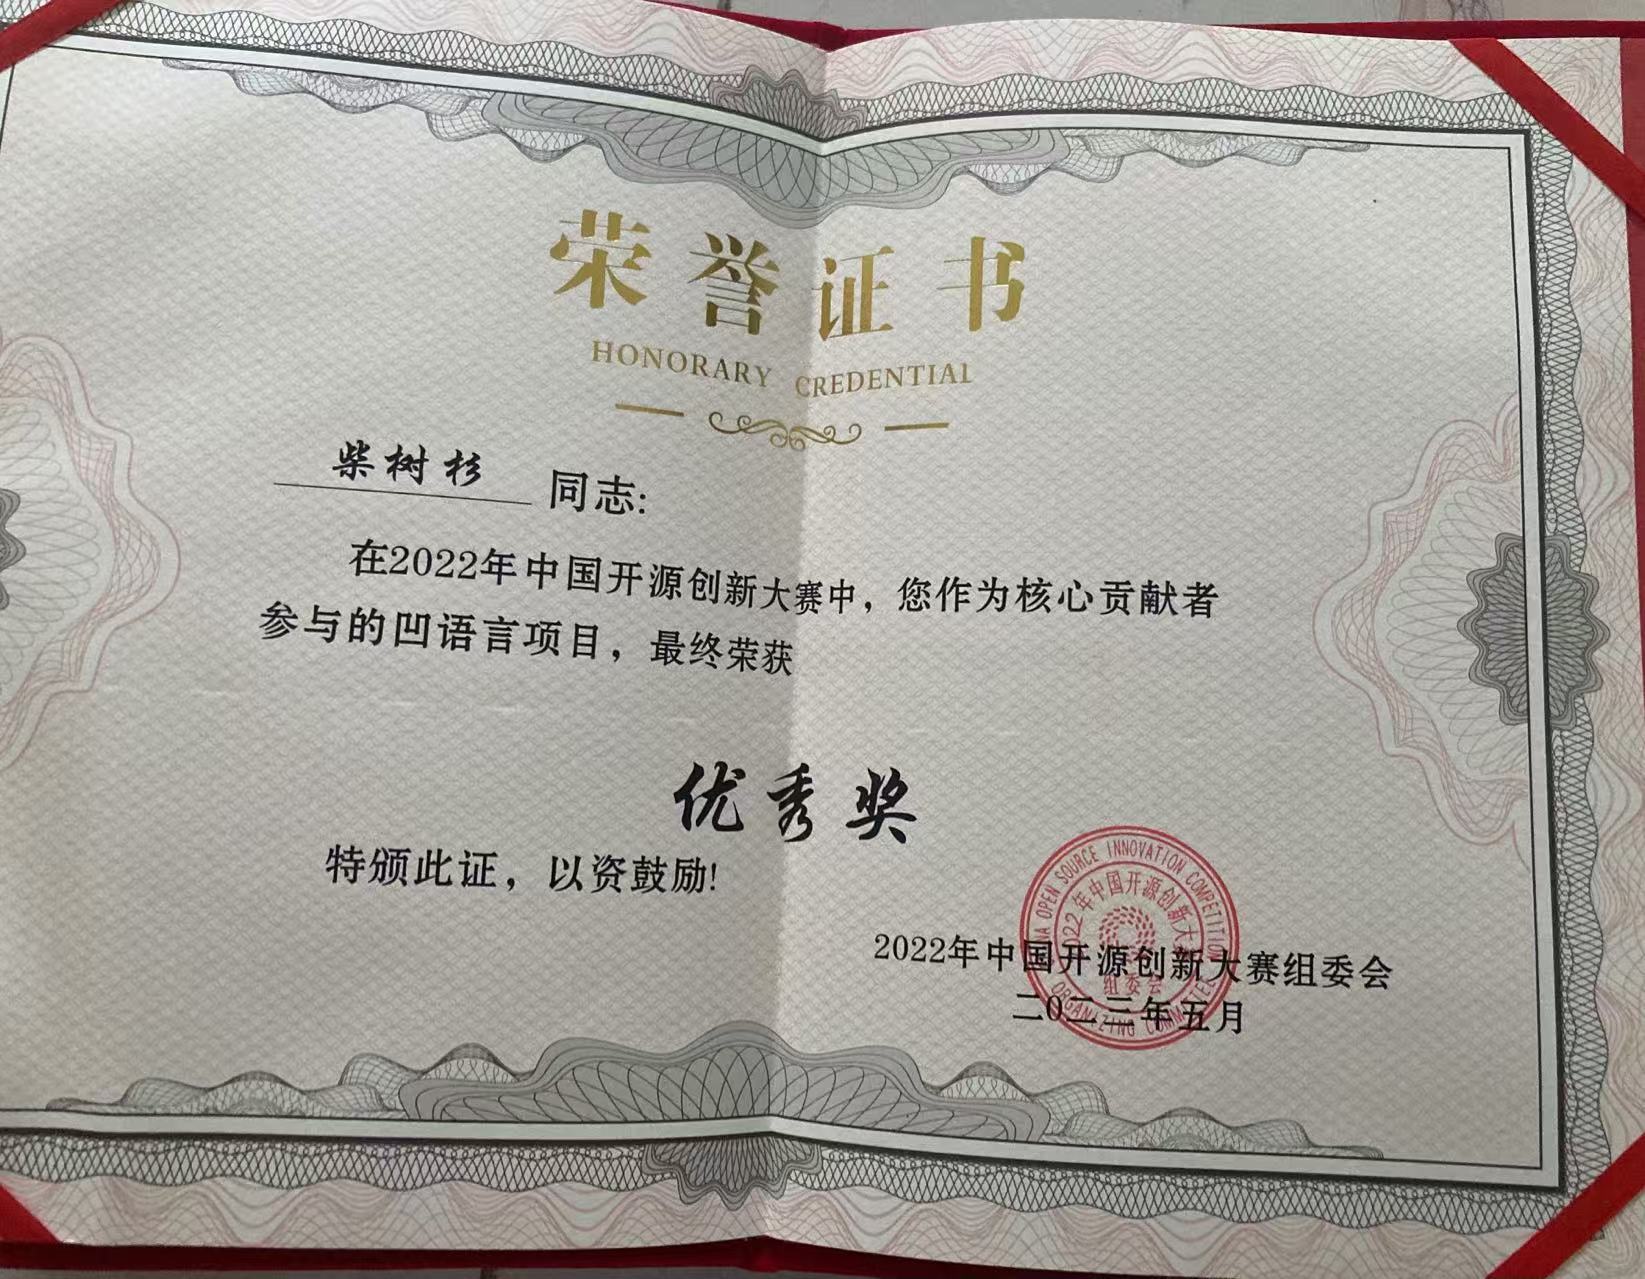 荣誉证书
HONORARY CREDENTIAL
柴树杉 同志:
在2022年中国开源创新大赛中，您作为核心贡献者
参与的凹语言项目，最终荣获
优秀奖
特颁此证，以资鼓励!
2022年中国开源创新大赛组委会
二〇二三年五月
CHINA OPEN SOURCE INNOVATION COMPETITION
2022年中国开源创新大赛
组委会
ORGANIZING COMMITTEE